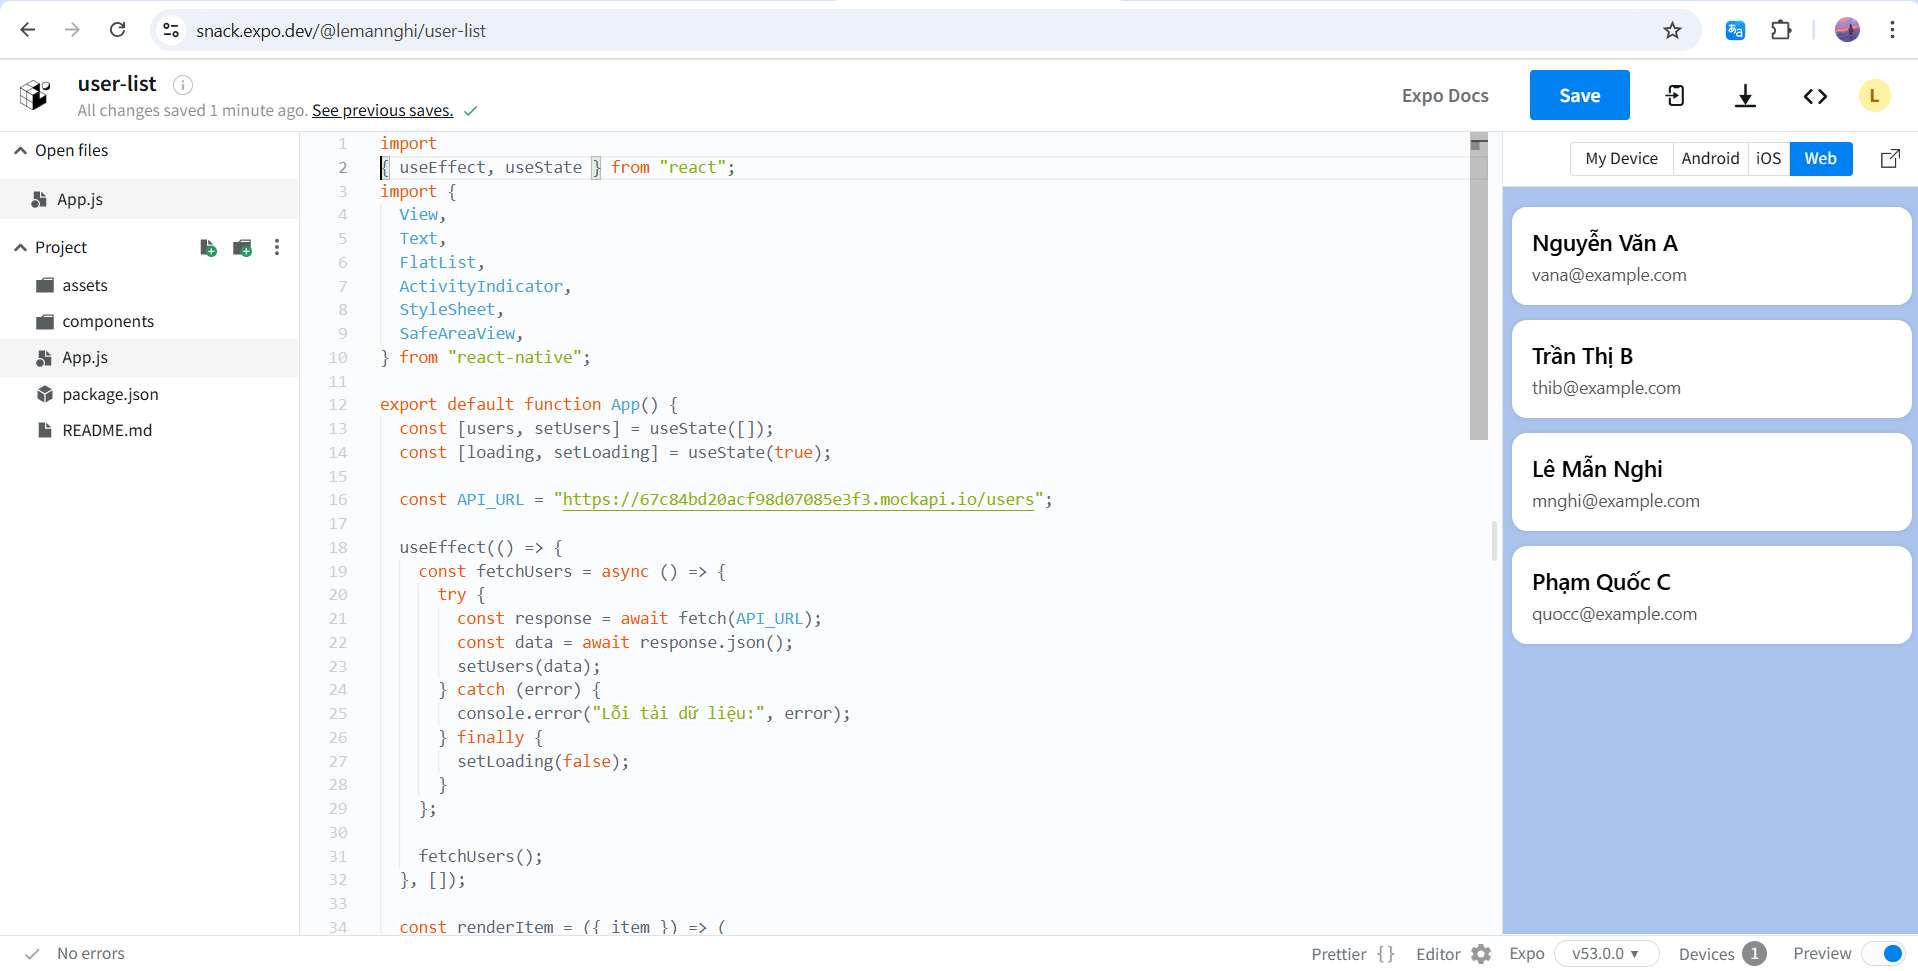 snack.expo.dev/@lemannghi/user-list
user-list
All changes saved 1 minute ago. See previous saves.
Expo Docs
Save
L
Open files
App.js
Project
assets
components
App.js
package.json
README.md
1 import
2 { useEffect, useState } from "react";
3 import {
4 View,
5 Text,
6 FlatList,
7 ActivityIndicator,
8 StyleSheet,
9 SafeAreaView,
10 } from "react-native";
11
12 export default function App() {
13 const [users, setUsers] = useState([]);
14 const [loading, setLoading] = useState(true);
15
16 const API_URL = "https://67c84bd20acf98d07085e3f3.mockapi.io/users";
17
18 useEffect(() => {
19 const fetchUsers = async () => {
20 try {
21 const response = await fetch(API_URL);
22 const data = await response.json();
23 setUsers(data);
24 } catch (error) {
25 console.error("Lỗi tải dữ liệu:", error);
26 } finally {
27 setLoading(false);
28 }
29 };
30
31 fetchUsers();
32 }, []);
33
34 const renderItem = ({ item }) => (
My Device Android iOS Web
Nguyễn Văn A
vana@example.com
Trần Thị B
thib@example.com
Lê Mẫn Nghi
mnghi@example.com
Phạm Quốc C
quocc@example.com
No errors
Prettier {} Editor Expo v53.0.0 ▾ Devices 1 Preview